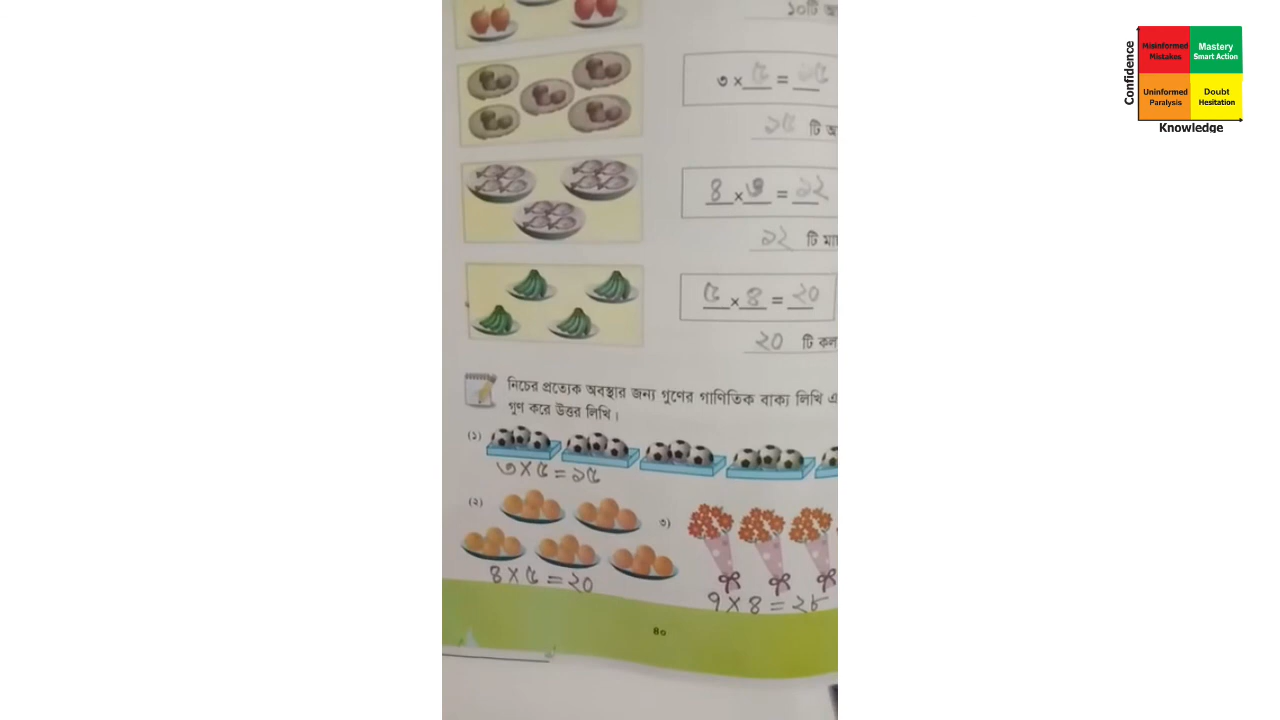 ১০টি
৩ × ৫ = ১৫
১৫ টি
৪ × ৩ = ১২
১২ টি
৫ × ৪ = ২০
২০ টি
নিচের প্রত্যেক অবস্থার জন্য গুণের গাণিতিক বাক্য লিখি
গুণ করে উত্তর লিখি।
(১)
৩ × ৫ = ১৫
(২)
৩)
৪ × ৫ = ২০
৭ × ৪ = ২৮
৪০
Confidence
Misinformed
Mistakes
Mastery
Smart Action
Uninformed
Paralysis
Doubt
Hesitation
Knowledge